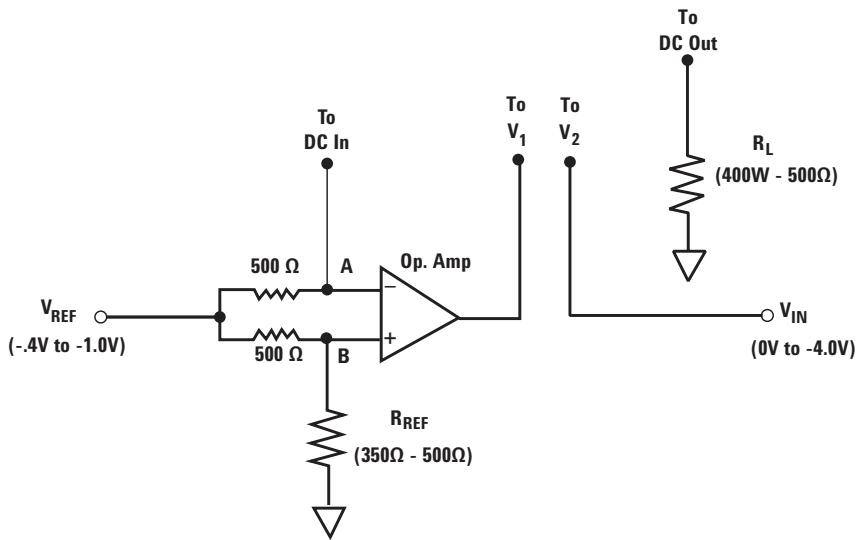 To
DC Out
To
DC In
To
V1
To
V2
RL
(400W - 500Ω)
500 Ω
A
Op. Amp
VREF
(-.4V to -1.0V)
−
+
500 Ω
B
VIN
(0V to -4.0V)
RREF
(350Ω - 500Ω)